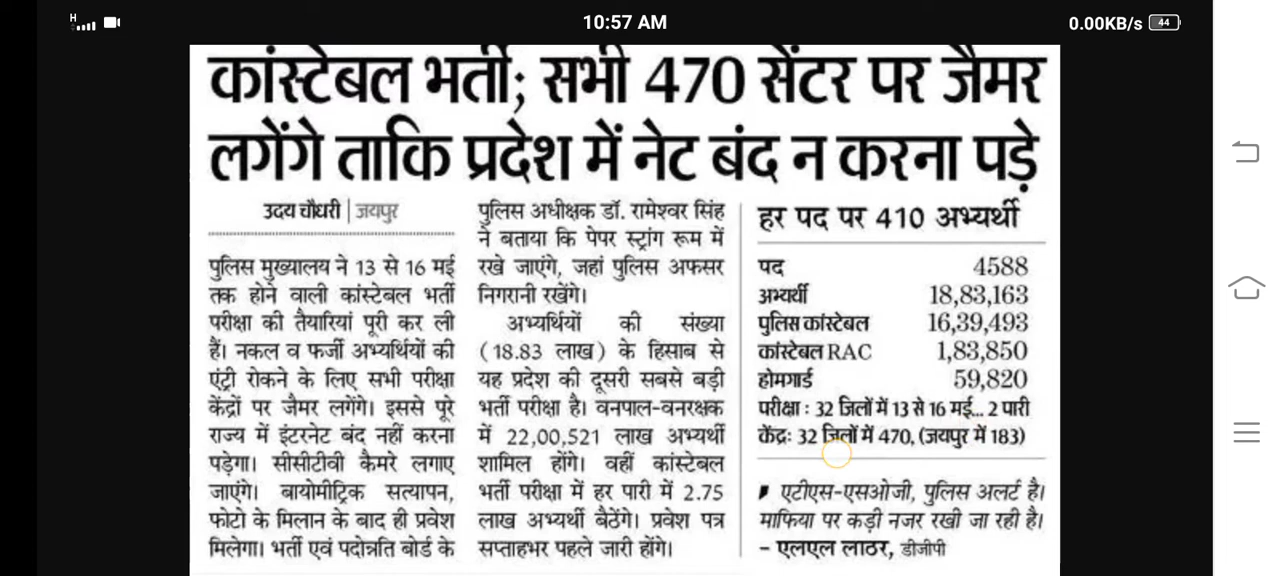 H
10:57 AM
0.00KB/s 44
कांस्टेबल भर्ती; सभी 470 सेंटर पर जैमर
लगेंगे ताकि प्रदेश में नेट बंद न करना पड़े
उदय चौधरी | जयपुर
पुलिस मुख्यालय ने 13 से 16 मई
तक होने वाली कांस्टेबल भर्ती
परीक्षा की तैयारियां पूरी कर ली
हैं। नकल व फर्जी अभ्यर्थियों की
एंट्री रोकने के लिए सभी परीक्षा
केंद्रों पर जैमर लगेंगे। इससे पूरे
राज्य में इंटरनेट बंद नहीं करना
पड़ेगा। सीसीटीवी कैमरे लगाए
जाएंगे। बायोमीट्रिक सत्यापन,
फोटो के मिलान के बाद ही प्रवेश
मिलेगा। भर्ती एवं पदोन्नति बोर्ड के
पुलिस अधीक्षक डॉ. रामेश्वर सिंह
ने बताया कि पेपर स्ट्रांग रूम में
रखे जाएंगे, जहां पुलिस अफसर
निगरानी रखेंगे।
अभ्यर्थियों की संख्या
(18.83 लाख) के हिसाब से
यह प्रदेश की दूसरी सबसे बड़ी
भर्ती परीक्षा है। वनपाल-वनरक्षक
में 22,00,521 लाख अभ्यर्थी
शामिल होंगे। वहीं कांस्टेबल
भर्ती परीक्षा में हर पारी में 2.75
लाख अभ्यर्थी बैठेंगे। प्रवेश पत्र
सप्ताहभर पहले जारी होंगे।
हर पद पर 410 अभ्यर्थी
पद 4588
अभ्यर्थी 18,83,163
पुलिस कांस्टेबल 16,39,493
कांस्टेबल RAC 1,83,850
होमगार्ड 59,820
परीक्षा : 32 जिलों में 13 से 16 मई... 2 पारी
केंद्र: 32 जिलों में 470, (जयपुर में 183)
एटीएस-एसओजी, पुलिस अलर्ट है।
माफिया पर कड़ी नजर रखी जा रही है।
- एलएल लाठर, डीजीपी